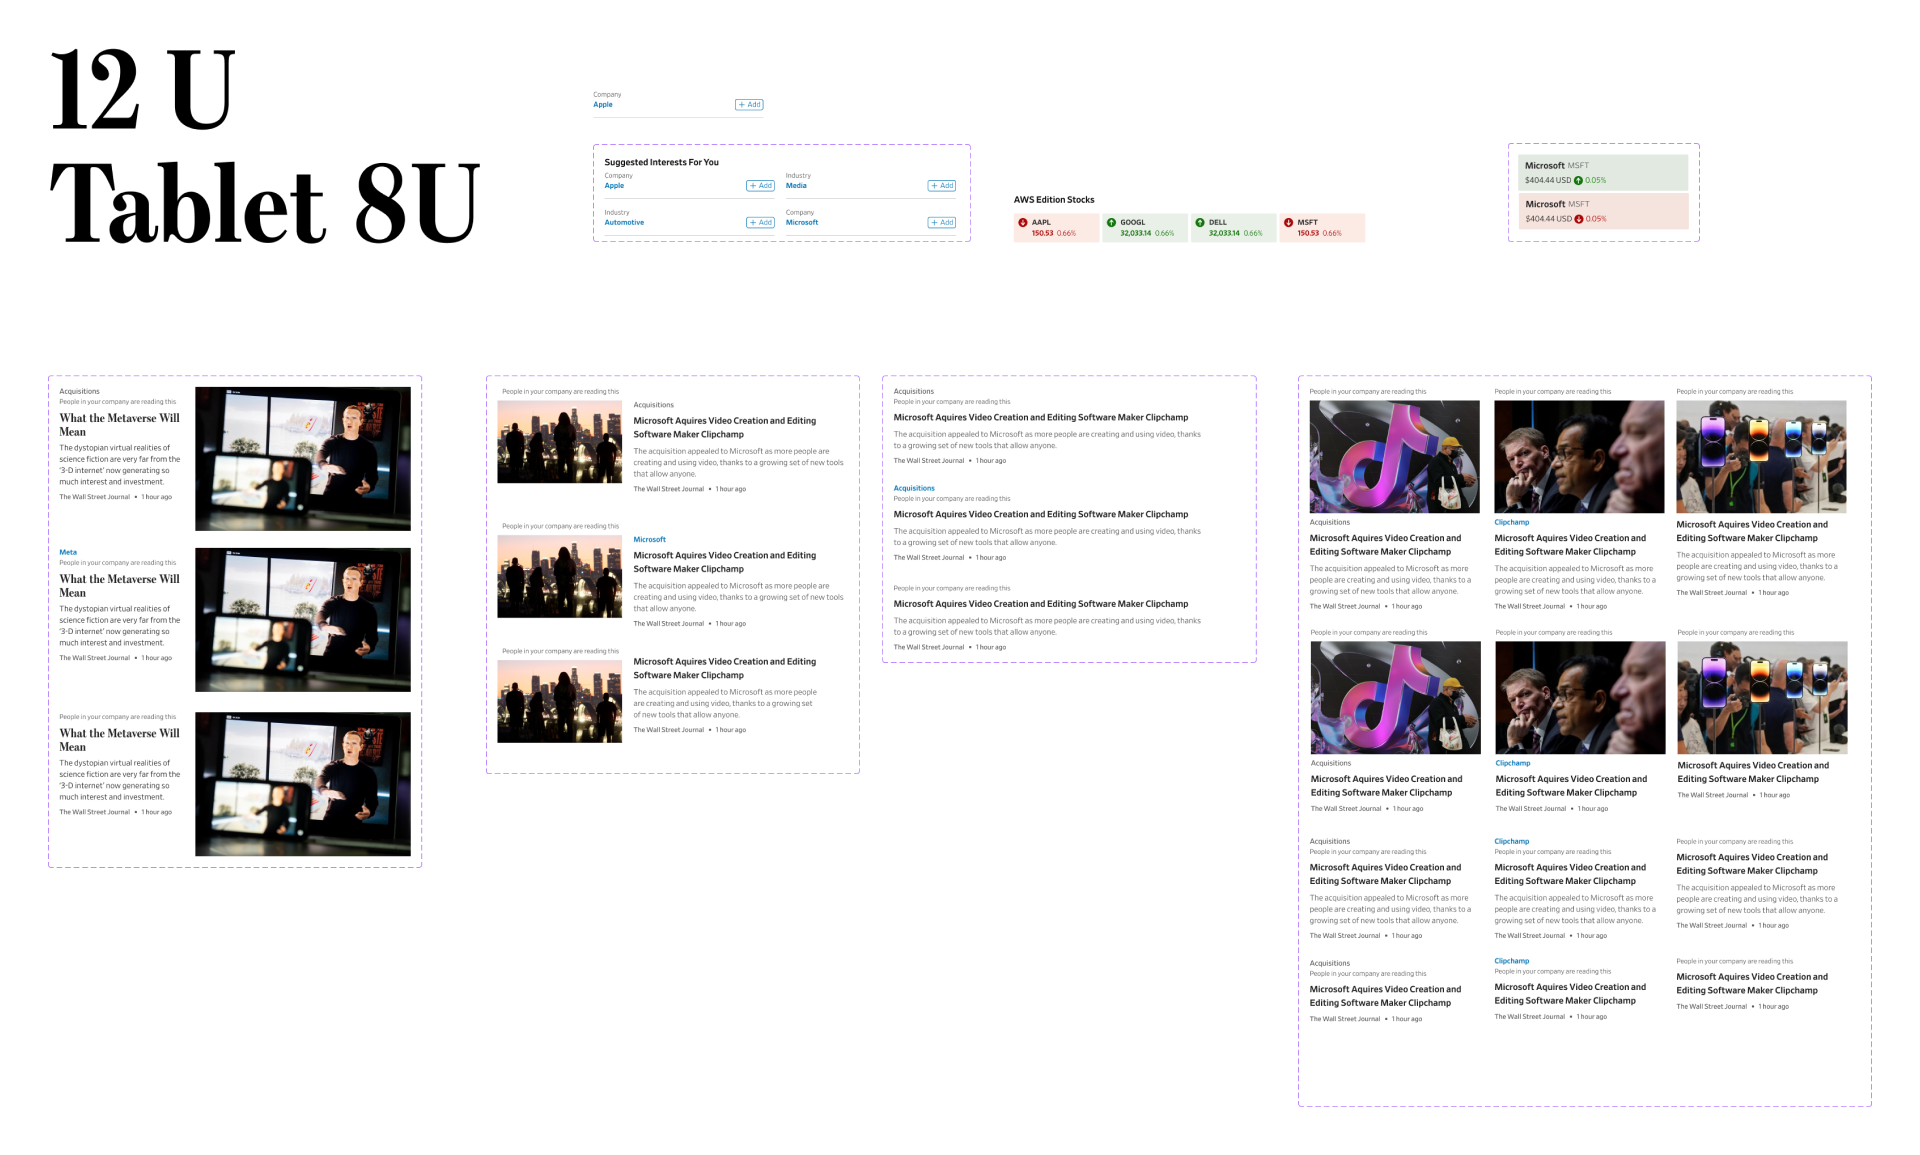 12 U
Tablet 8U
Company
Apple
+ Add
Suggested Interests For You
Company
Apple
+ Add
Industry
Media
+ Add
Industry
Automotive
+ Add
Company
Microsoft
+ Add
AWS Edition Stocks
AAPL
150.53 0.66%
GOOGL
32,033.14 0.66%
DELL
32,033.14 0.66%
MSFT
150.53 0.66%
Microsoft MSFT
$404.44 USD 0.05%
Microsoft MSFT
$404.44 USD 0.05%
Acquisitions
People in your company are reading this
What the Metaverse Will
Mean
The dystopian virtual realities of
science fiction are very far from the
‘3-D internet’ now generating so
much interest and investment.
The Wall Street Journal • 1 hour ago
Meta
People in your company are reading this
What the Metaverse Will
Mean
The dystopian virtual realities of
science fiction are very far from the
‘3-D internet’ now generating so
much interest and investment.
The Wall Street Journal • 1 hour ago
People in your company are reading this
What the Metaverse Will
Mean
The dystopian virtual realities of
science fiction are very far from the
‘3-D internet’ now generating so
much interest and investment.
The Wall Street Journal • 1 hour ago
People in your company are reading this
Acquisitions
Microsoft Aquires Video Creation and Editing
Software Maker Clipchamp
The acquisition appealed to Microsoft as more people are
creating and using video, thanks to a growing set of new tools
that allow anyone.
The Wall Street Journal • 1 hour ago
People in your company are reading this
Microsoft
Microsoft Aquires Video Creation and Editing
Software Maker Clipchamp
The acquisition appealed to Microsoft as more people are
creating and using video, thanks to a growing set of new tools
that allow anyone.
The Wall Street Journal • 1 hour ago
People in your company are reading this
Microsoft Aquires Video Creation and Editing
Software Maker Clipchamp
The acquisition appealed to Microsoft as more people
are creating and using video, thanks to a growing set
of new tools that allow anyone.
The Wall Street Journal • 1 hour ago
Acquisitions
People in your company are reading this
Microsoft Aquires Video Creation and Editing Software Maker Clipchamp
The acquisition appealed to Microsoft as more people are creating and using video, thanks
to a growing set of new tools that allow anyone.
The Wall Street Journal • 1 hour ago
Acquisitions
People in your company are reading this
Microsoft Aquires Video Creation and Editing Software Maker Clipchamp
The acquisition appealed to Microsoft as more people are creating and using video, thanks
to a growing set of new tools that allow anyone.
The Wall Street Journal • 1 hour ago
People in your company are reading this
Microsoft Aquires Video Creation and Editing Software Maker Clipchamp
The acquisition appealed to Microsoft as more people are creating and using video, thanks
to a growing set of new tools that allow anyone.
The Wall Street Journal • 1 hour ago
People in your company are reading this
Acquisitions
Microsoft Aquires Video Creation and
Editing Software Maker Clipchamp
The acquisition appealed to Microsoft as more
people are creating and using video, thanks to a
growing set of new tools that allow anyone.
The Wall Street Journal • 1 hour ago
People in your company are reading this
Clipchamp
Microsoft Aquires Video Creation and
Editing Software Maker Clipchamp
The acquisition appealed to Microsoft as more
people are creating and using video, thanks to a
growing set of new tools that allow anyone.
The Wall Street Journal • 1 hour ago
People in your company are reading this
Microsoft Aquires Video Creation and
Editing Software Maker Clipchamp
The acquisition appealed to Microsoft as more
people are creating and using video, thanks to a
growing set of new tools that allow anyone.
The Wall Street Journal • 1 hour ago
People in your company are reading this
Acquisitions
Microsoft Aquires Video Creation and
Editing Software Maker Clipchamp
The Wall Street Journal • 1 hour ago
People in your company are reading this
Clipchamp
Microsoft Aquires Video Creation and
Editing Software Maker Clipchamp
The Wall Street Journal • 1 hour ago
People in your company are reading this
Microsoft Aquires Video Creation and
Editing Software Maker Clipchamp
The Wall Street Journal • 1 hour ago
Acquisitions
People in your company are reading this
Microsoft Aquires Video Creation and
Editing Software Maker Clipchamp
The acquisition appealed to Microsoft as more
people are creating and using video, thanks to a
growing set of new tools that allow anyone.
The Wall Street Journal • 1 hour ago
Clipchamp
People in your company are reading this
Microsoft Aquires Video Creation and
Editing Software Maker Clipchamp
The acquisition appealed to Microsoft as more
people are creating and using video, thanks to a
growing set of new tools that allow anyone.
The Wall Street Journal • 1 hour ago
People in your company are reading this
Microsoft Aquires Video Creation and
Editing Software Maker Clipchamp
The acquisition appealed to Microsoft as more
people are creating and using video, thanks to a
growing set of new tools that allow anyone.
The Wall Street Journal • 1 hour ago
Acquisitions
People in your company are reading this
Microsoft Aquires Video Creation and
Editing Software Maker Clipchamp
The Wall Street Journal • 1 hour ago
Clipchamp
People in your company are reading this
Microsoft Aquires Video Creation and
Editing Software Maker Clipchamp
The Wall Street Journal • 1 hour ago
People in your company are reading this
Microsoft Aquires Video Creation and
Editing Software Maker Clipchamp
The Wall Street Journal • 1 hour ago